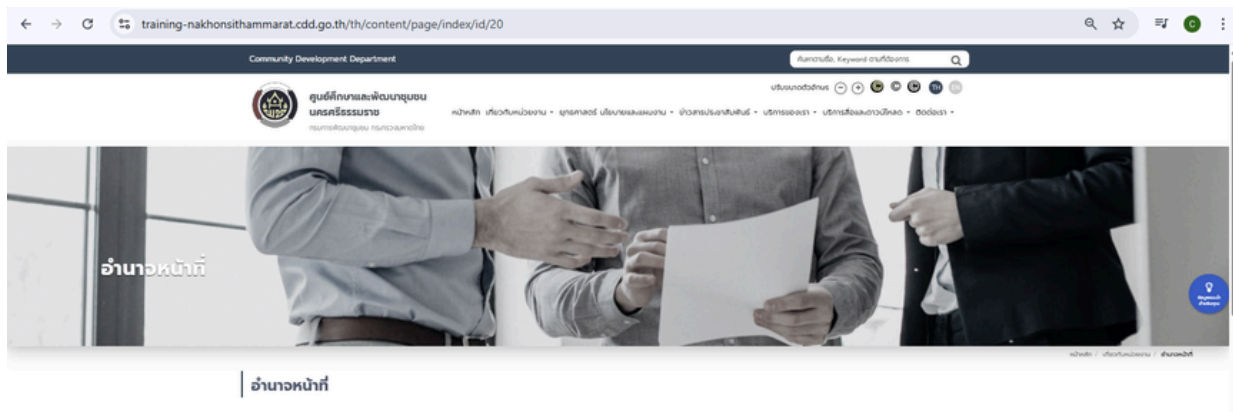 training-nakhonsithammarat.cdd.go.th/th/content/page/index/id/20
C
Community Development Department
ค้นหาตามชื่อ, Keyword ตามที่ต้องการ
ปรับขนาดตัวอักษร - + C C C TH EN
ศูนย์ศึกษาและพัฒนาชุมชน
นครศรีธรรมราช
กรมการพัฒนาชุมชน กระทรวงมหาดไทย
หน้าหลัก เกี่ยวกับหน่วยงาน ยุทธศาสตร์ นโยบายและแผนงาน ข่าวสารประชาสัมพันธ์ บริการของเรา บริการสื่อและดาวน์โหลด ติดต่อเรา
อำนาจหน้าที่
หน้าหลัก / เกี่ยวกับหน่วยงาน / อำนาจหน้าที่
อำนาจหน้าที่